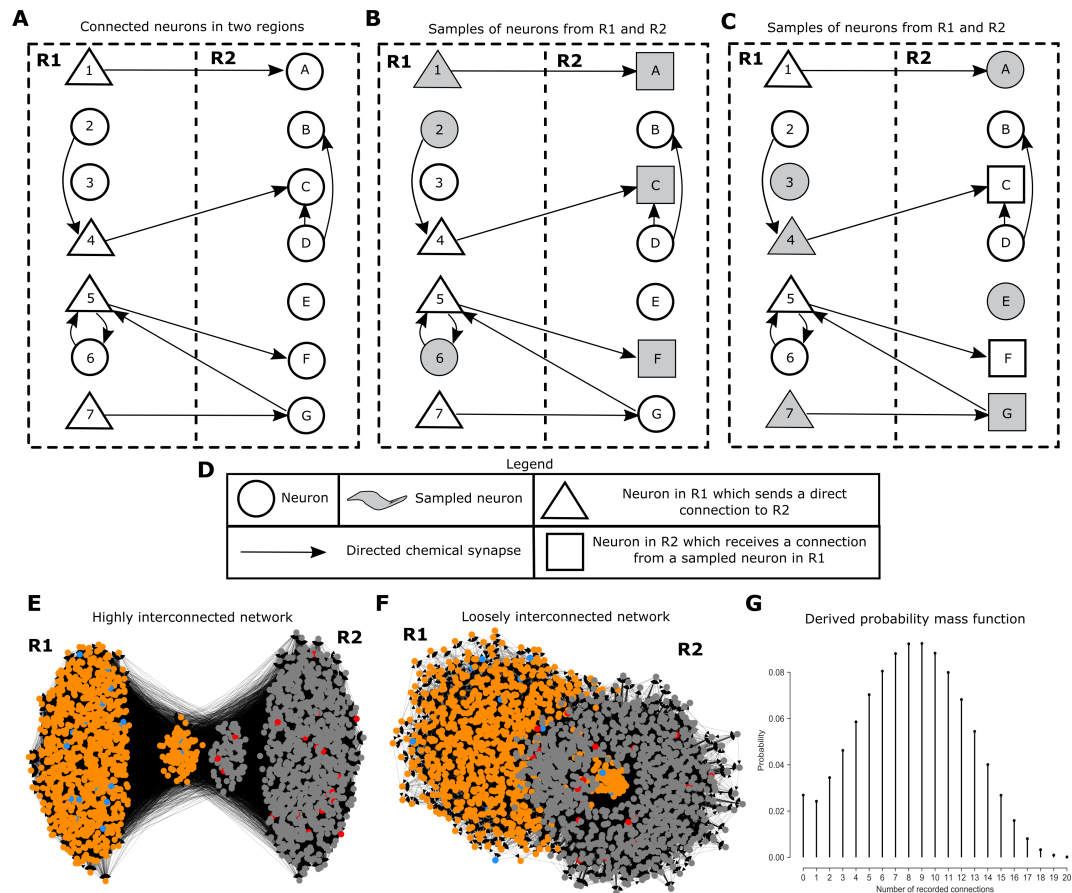 A
Connected neurons in two regions
R1
R2
1
A
2
B
3
C
4
D
5
E
6
F
7
G
B
Samples of neurons from R1 and R2
R1
R2
1
A
2
B
3
C
4
D
5
E
6
F
7
G
C
Samples of neurons from R1 and R2
R1
R2
1
A
2
B
3
C
4
D
5
E
6
F
7
G
D
Legend
Neuron
Sampled neuron
Neuron in R1 which sends a direct
connection to R2
Directed chemical synapse
Neuron in R2 which receives a connection
from a sampled neuron in R1
E
Highly interconnected network
R1
R2
F
Loosely interconnected network
R1
R2
G
Derived probability mass function
Probability
0.08
0.06
0.04
0.02
0.00
0 1 2 3 4 5 6 7 8 9 10 11 12 13 14 15 16 17 18 19 20
Number of recorded connections